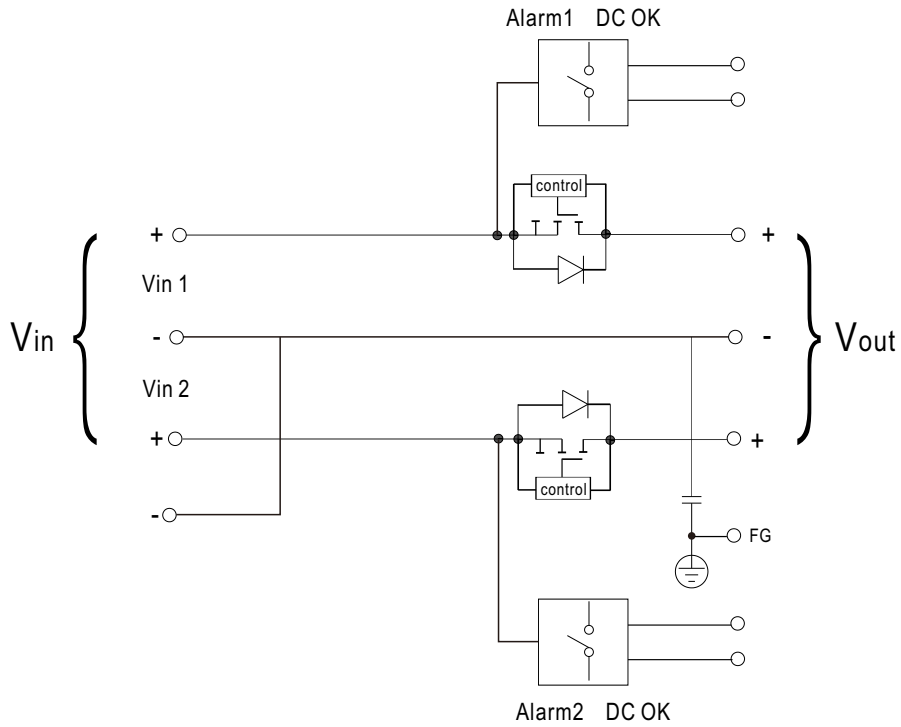 Alarm1 DC OK
control
+ +
Vin 1
Vin - - Vout
Vin 2
+ +
control
-
FG
Alarm2 DC OK